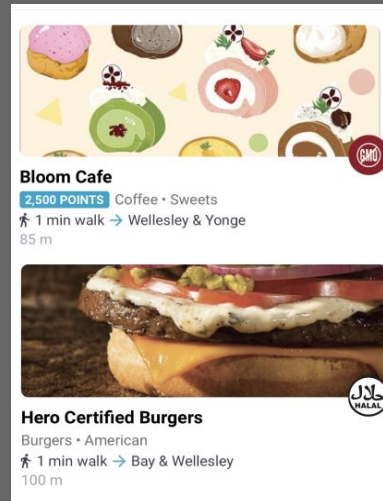 GMO
Bloom Cafe
2,500 POINTS Coffee • Sweets
1 min walk → Wellesley & Yonge
85 m
حلال
HALAL
Hero Certified Burgers
Burgers • American
1 min walk → Bay & Wellesley
100 m